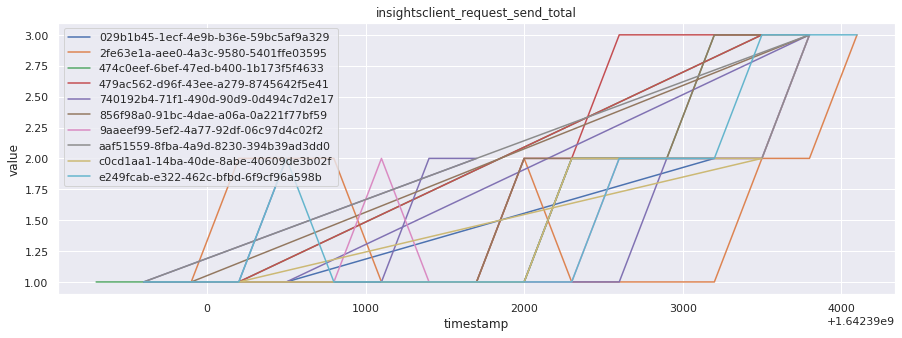 insightsclient_request_send_total
029b1b45-1ecf-4e9b-b36e-59bc5af9a329
2fe63e1a-aee0-4a3c-9580-5401ffe03595
474c0eef-6bef-47ed-b400-1b173f5f4633
479ac562-d96f-43ee-a279-8745642f5e41
740192b4-71f1-490d-90d9-0d494c7d2e17
856f98a0-91bc-4dae-a06a-0a221f77bf59
9aaeef99-5ef2-4a77-92df-06c97d4c02f2
aaf51559-8fba-4a9d-8230-394b39ad3dd0
c0cd1aa1-14ba-40de-8abe-40609de3b02f
e249fcab-e322-462c-bfbd-6f9cf96a598b
3.00
2.75
2.50
2.25
2.00
1.75
1.50
1.25
1.00
value
0 1000 2000 3000 4000
timestamp
+1.64239e9